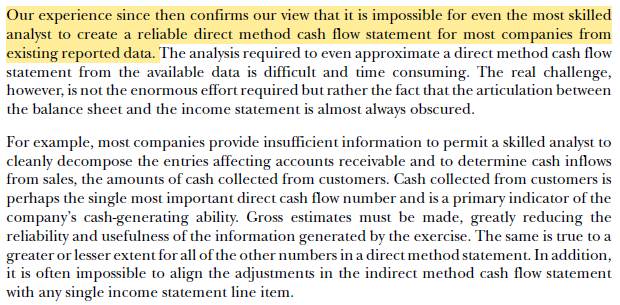 Our experience since then confirms our view that it is impossible for even the most skilled
analyst to create a reliable direct method cash flow statement for most companies from
existing reported data. The analysis required to even approximate a direct method cash flow
statement from the available data is difficult and time consuming. The real challenge,
however, is not the enormous effort required but rather the fact that the articulation between
the balance sheet and the income statement is almost always obscured.
For example, most companies provide insufficient information to permit a skilled analyst to
cleanly decompose the entries affecting accounts receivable and to determine cash inflows
from sales, the amounts of cash collected from customers. Cash collected from customers is
perhaps the single most important direct cash flow number and is a primary indicator of the
company's cash-generating ability. Gross estimates must be made, greatly reducing the
reliability and usefulness of the information generated by the exercise. The same is true to a
greater or lesser extent for all of the other numbers in a direct method statement. In addition,
it is often impossible to align the adjustments in the indirect method cash flow statement
with any single income statement line item.